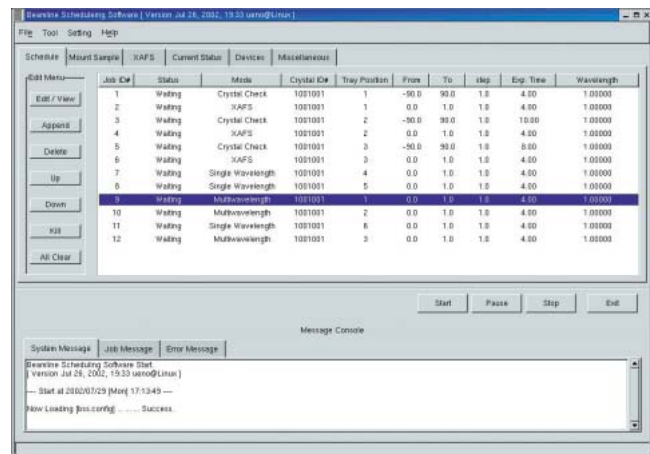 Beamline Scheduling Software [ Version Jul 26, 2002, 19:33 ueno@Linux ]
File Tool Setting Help
Schedule Mount Sample XAFS Current Status Devices Miscellaneous
Edit Menu
Job ID# Status Mode Crystal ID# Tray Position From To step Exp. Time Wavelength
1 Waiting Crystal Check 1001001 1 -90.0 90.0 1.0 4.00 1.00000
2 Waiting XAFS 1001001 1 0.0 1.0 1.0 4.00 1.00000
3 Waiting Crystal Check 1001001 2 -90.0 90.0 1.0 10.00 1.00000
4 Waiting XAFS 1001001 2 0.0 1.0 1.0 4.00 1.00000
5 Waiting Crystal Check 1001001 3 -90.0 90.0 1.0 8.00 1.00000
6 Waiting XAFS 1001001 3 0.0 1.0 1.0 4.00 1.00000
7 Waiting Single Wavelength 1001001 4 0.0 1.0 1.0 4.00 1.00000
8 Waiting Single Wavelength 1001001 5 0.0 1.0 1.0 4.00 1.00000
9 Waiting Multiwavelength 1001001 1 0.0 1.0 1.0 4.00 1.00000
10 Waiting Multiwavelength 1001001 2 0.0 1.0 1.0 4.00 1.00000
11 Waiting Single Wavelength 1001001 6 0.0 1.0 1.0 4.00 1.00000
12 Waiting Multiwavelength 1001001 3 0.0 1.0 1.0 4.00 1.00000
Edit / View
Append
Delete
Up
Down
Kill
All Clear
Start Pause Stop Exit
Message Console
System Message Job Message Error Message
Beamline Scheduling Software Start.
[ Version Jul 26, 2002, 19:33 ueno@Linux ]
---- Start at 2002/07/29 [Mon] 17:13:49 ----
Now Loading [bss.config] ... ...... Success.